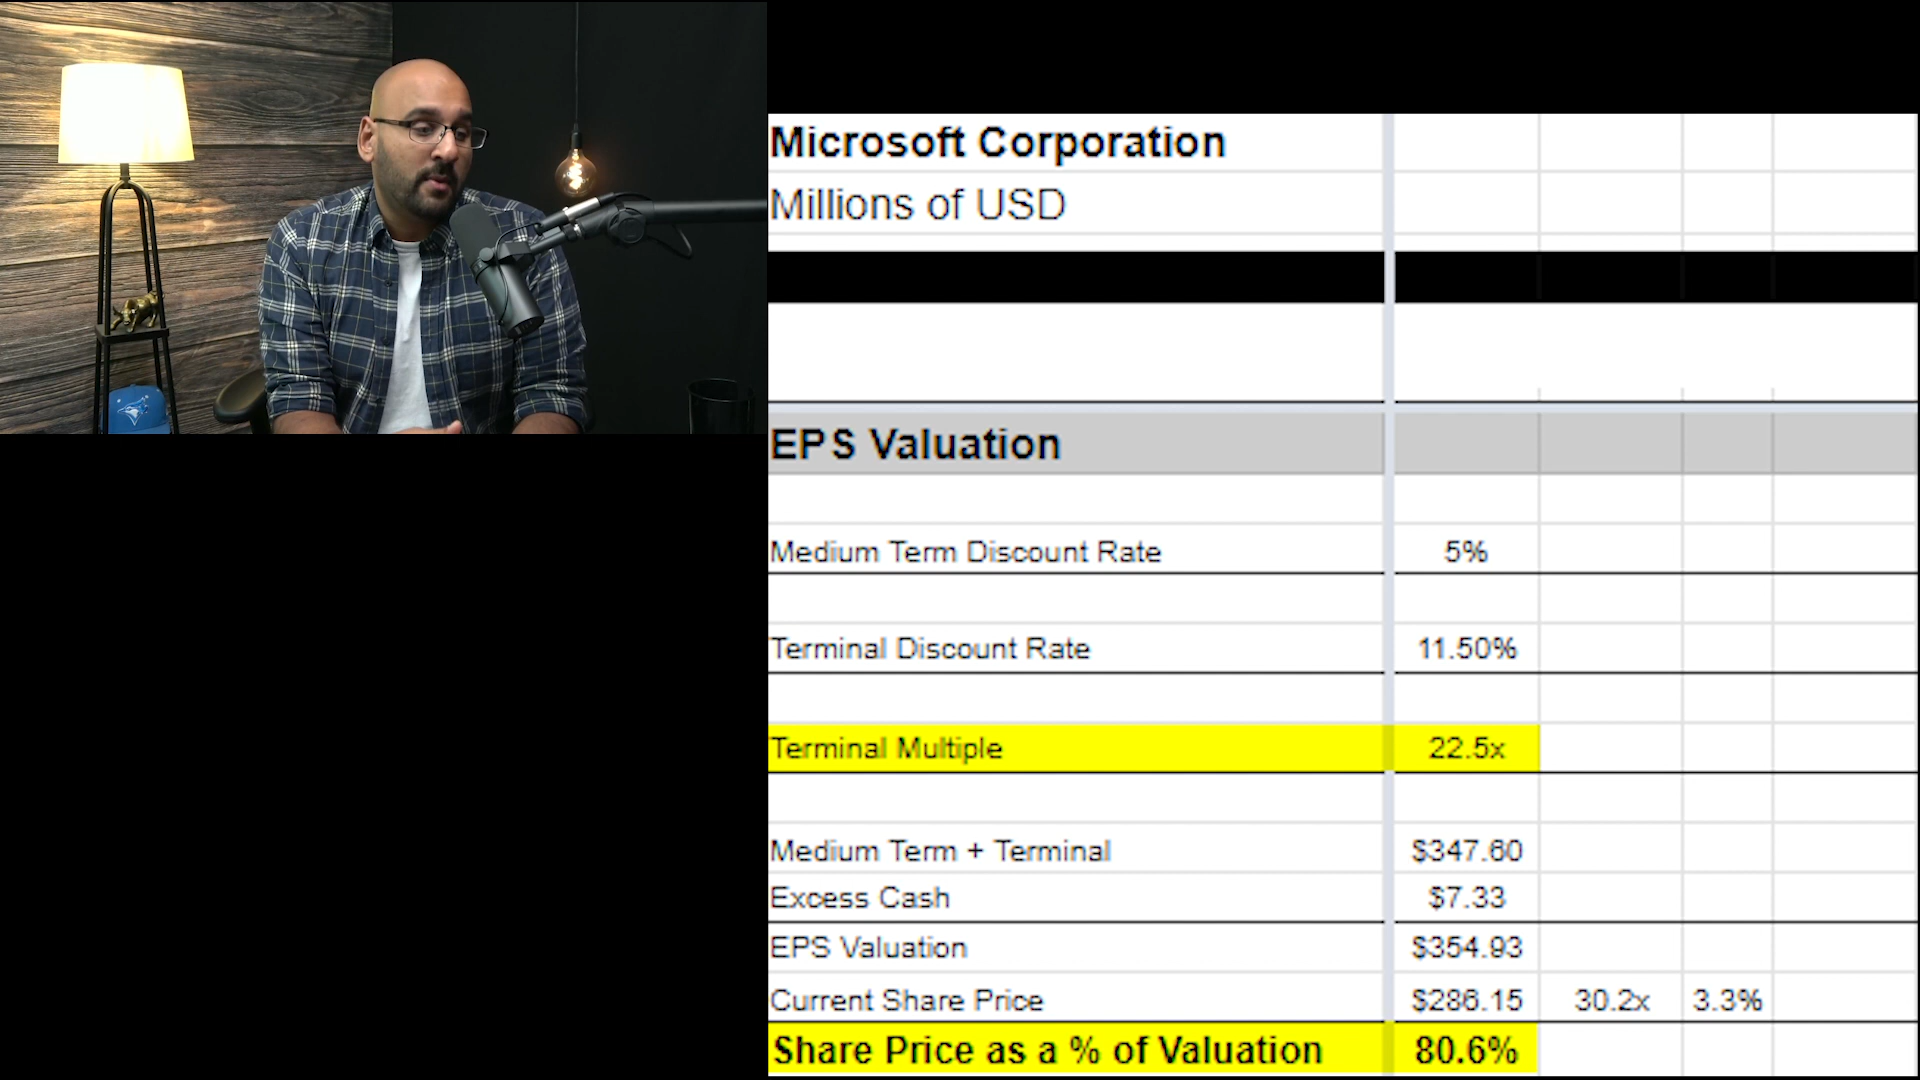 Microsoft Corporation
Millions of USD
EPS Valuation
Medium Term Discount Rate 5%
Terminal Discount Rate 11.50%
Terminal Multiple 22.5x
Medium Term + Terminal $347.60
Excess Cash $7.33
EPS Valuation $354.93
Current Share Price $286.15 30.2x 3.3%
Share Price as a % of Valuation 80.6%